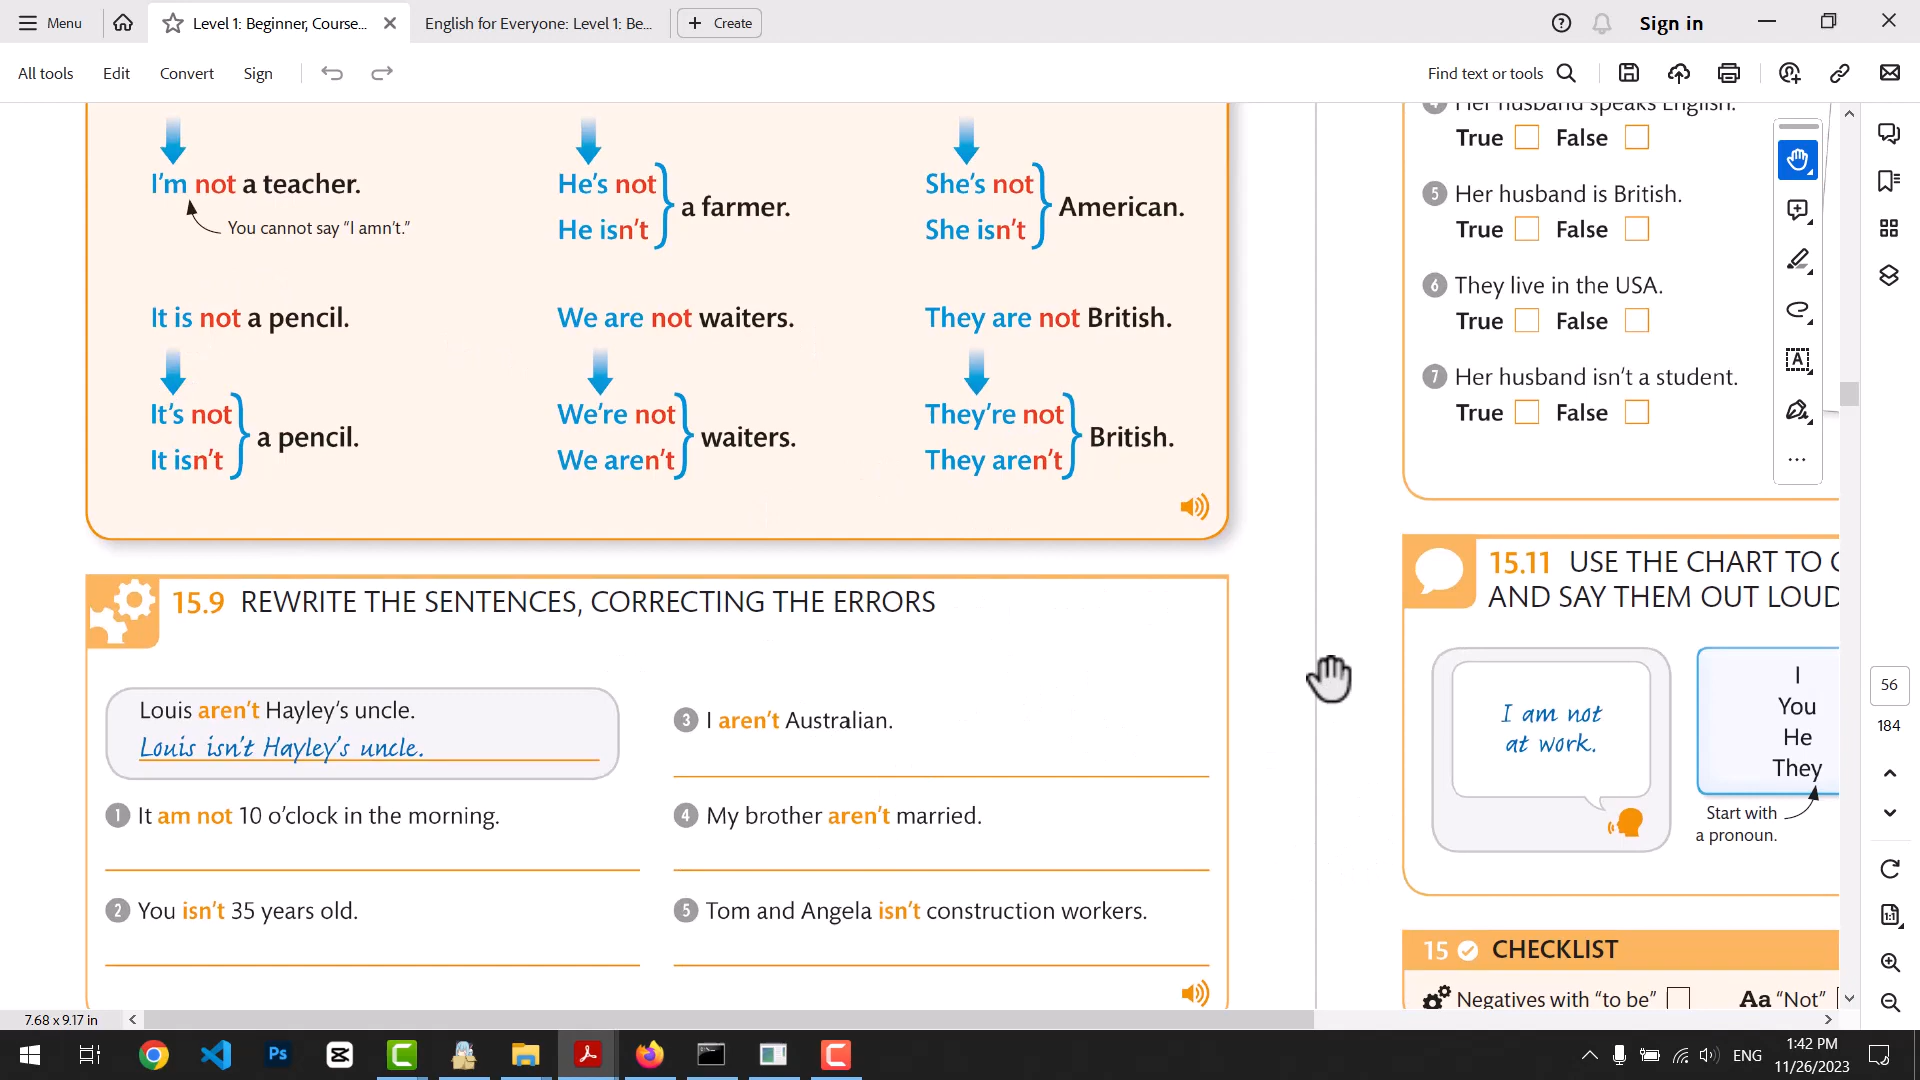 Menu
Level 1: Beginner, Course...
English for Everyone: Level 1: Be...
Create
Sign in
All tools
Edit
Convert
Sign
Find text or tools
I'm not a teacher.
You cannot say “I amn't.”
He's not
He isn't
a farmer.
She's not
She isn't
American.
It is not a pencil.
We are not waiters.
They are not British.
It's not
It isn't
a pencil.
We're not
We aren't
waiters.
They're not
They aren't
British.
15.9 REWRITE THE SENTENCES, CORRECTING THE ERRORS
Louis aren't Hayley's uncle.
Louis isn't Hayley's uncle.
1 It am not 10 o'clock in the morning.
2 You isn't 35 years old.
3 I aren't Australian.
4 My brother aren't married.
5 Tom and Angela isn't construction workers.
4 Her husband speaks English.
True False
5 Her husband is British.
True False
6 They live in the USA.
True False
7 Her husband isn't a student.
True False
15.11 USE THE CHART TO
AND SAY THEM OUT LOUD
I am not
at work.
I
You
He
They
Start with
a pronoun.
15 CHECKLIST
Negatives with “to be”
Aa “Not”
56
184
7.68 x 9.17 in
ENG
1:42 PM
11/26/2023